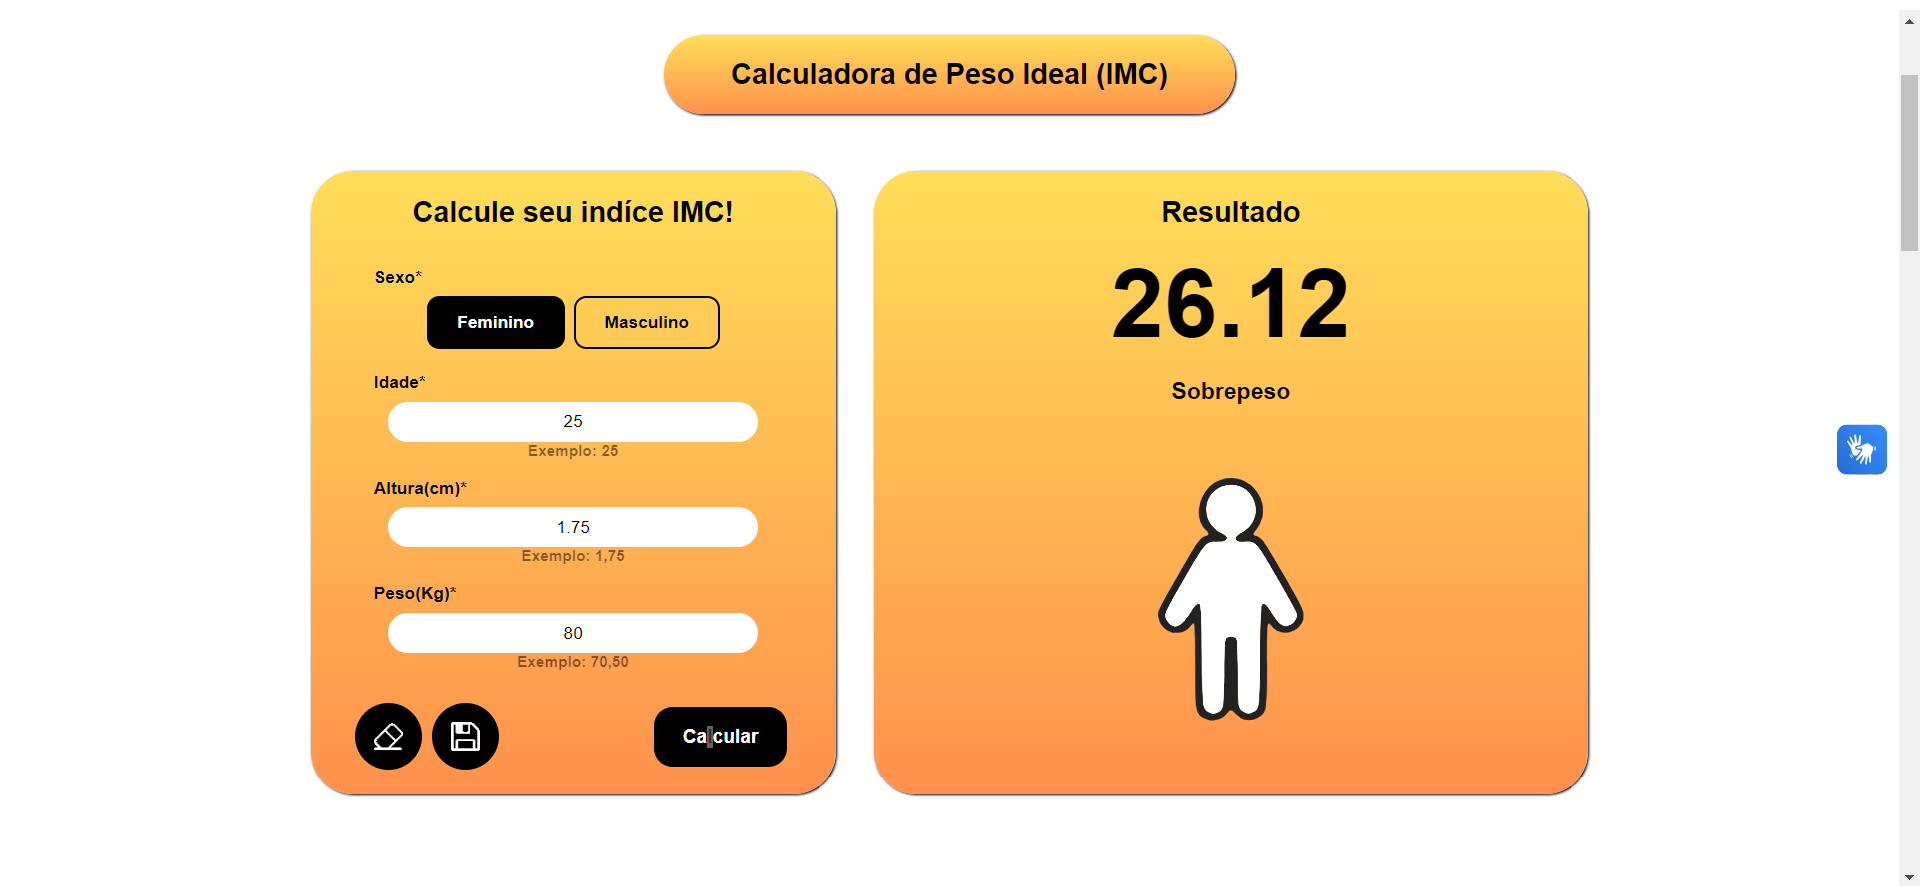 Calculadora de Peso Ideal (IMC)
Calcule seu indíce IMC!
Sexo*
Feminino Masculino
Idade*
25
Exemplo: 25
Altura(cm)*
1.75
Exemplo: 1,75
Peso(Kg)*
80
Exemplo: 70,50
Calcular
Resultado
26.12
Sobrepeso